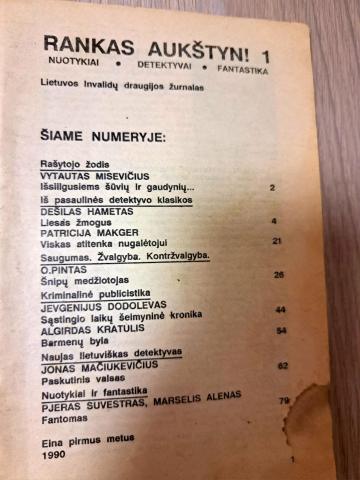 RANKAS AUKŠTYN! 1
NUOTYKIAI • DETEKTYVAI • FANTASTIKA
Lietuvos Invalidų draugijos žurnalas
ŠIAME NUMERYJE:
Rašytojo žodis
VYTAUTAS MISEVIČIUS
Išsiilgusiems šūvių ir gaudynių... 2
Iš pasaulinės detektyvo klasikos
DEŠILAS HAMETAS
Liesas žmogus 4
PATRICIJA MAKGER
Viskas atitenka nugalėtojui 21
Saugumas. Žvalgyba. Kontržvalgyba.
O.PINTAS
Šnipų medžiotojas 26
Kriminalinė publicistika
JEVGENIJUS DODOLEVAS
Sąstingio laikų šeimyninė kronika 44
ALGIRDAS KRATULIS
Barmenų byla 54
Naujas lietuviškas detektyvas
JONAS MAČIUKEVIČIUS
Paskutinis valsas 62
Nuotykiai ir fantastika
PJERAS SUVESTRAS, MARSELIS ALENAS
Fantomas 79
Eina pirmus metus
1990
1